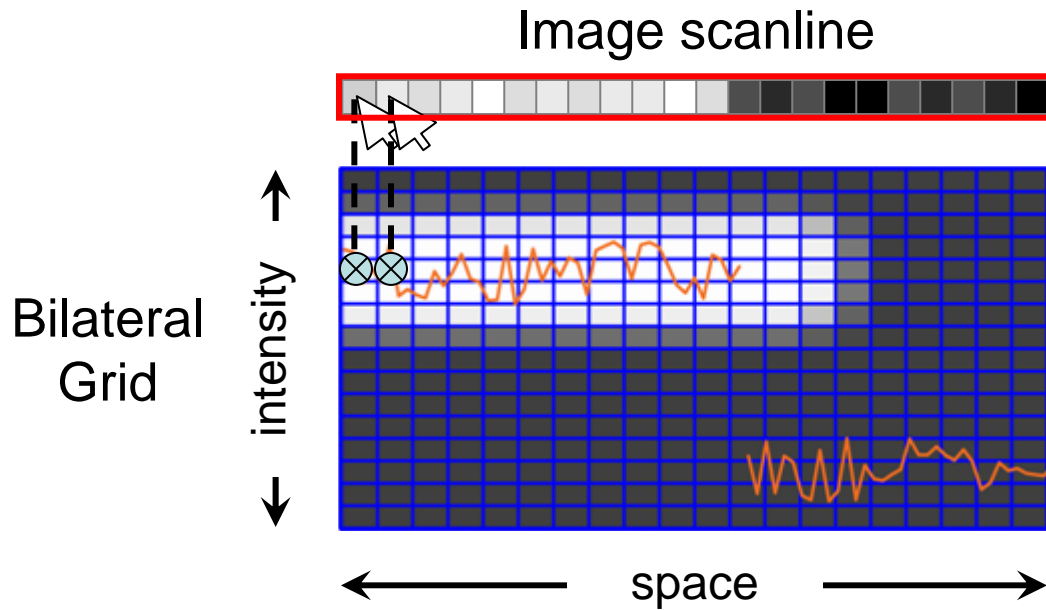 Image scanline
Bilateral
Grid
intensity
space